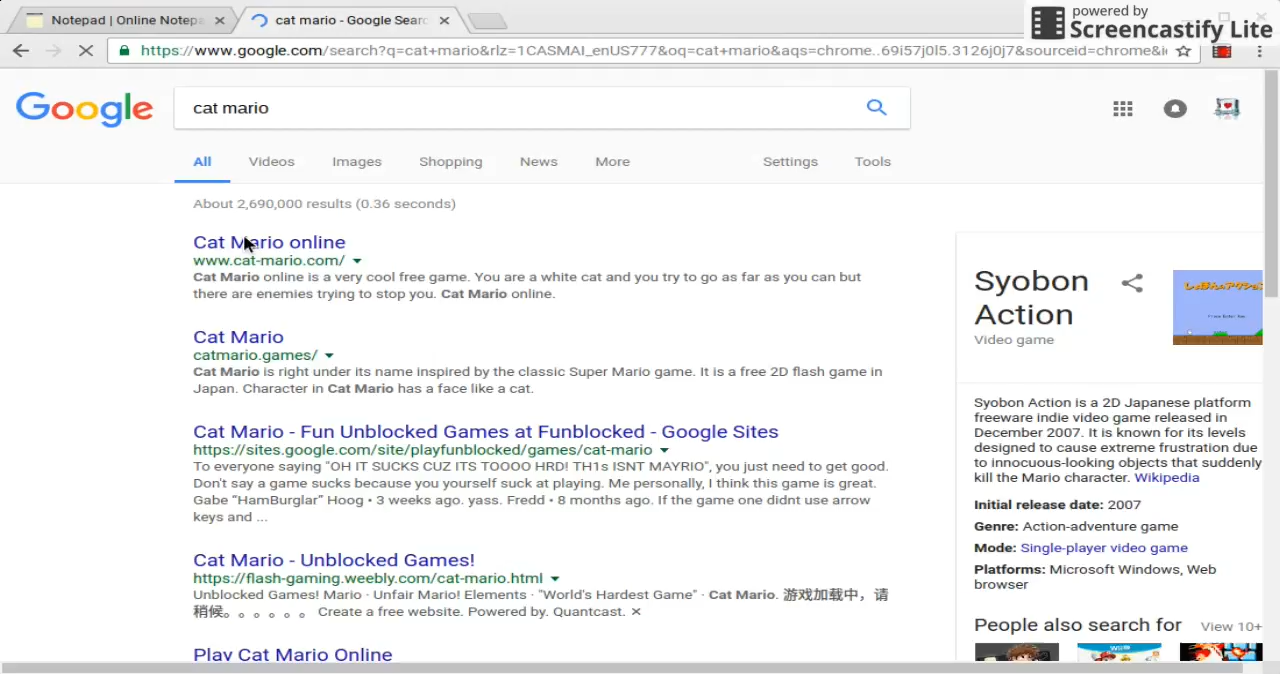 Notepad | Online Notepa
cat mario - Google Sear
powered by
Screencastify Lite
https://www.google.com/search?q=cat+mario&rlz=1CASMAI_enUS777&oq=cat+mario&aqs=chrome..69i57j0l5.3126j0j7&sourceid=chrome&i
Google
cat mario
All Videos Images Shopping News More Settings Tools
About 2,690,000 results (0.36 seconds)
Cat Mario online
www.cat-mario.com/
Cat Mario online is a very cool free game. You are a white cat and you try to go as far as you can but
there are enemies trying to stop you. Cat Mario online.
Cat Mario
catmario.games/
Cat Mario is right under its name inspired by the classic Super Mario game. It is a free 2D flash game in
Japan. Character in Cat Mario has a face like a cat.
Cat Mario - Fun Unblocked Games at Funblocked - Google Sites
https://sites.google.com/site/playfunblocked/games/cat-mario
To everyone saying "OH IT SUCKS CUZ ITS TOOOO HRD! TH1s ISNT MAYRIO", you just need to get good.
Don't say a game sucks because you yourself suck at playing. Me personally, I think this game is great.
Gabe “HamBurglar” Hoog • 3 weeks ago. yass. Fredd • 8 months ago. If the game one didnt use arrow
keys and ...
Cat Mario - Unblocked Games!
https://flash-gaming.weebly.com/cat-mario.html
Unblocked Games! Mario · Unfair Mario! Elements · "World's Hardest Game" · Cat Mario. 游戏加载中，请
稍候。。。。。。 Create a free website. Powered by. Quantcast. ×
Play Cat Mario Online
Syobon
Action
Video game
しょぼんのアクション
Syobon Action is a 2D Japanese platform
freeware indie video game released in
December 2007. It is known for its levels
designed to cause extreme frustration due
to innocuous-looking objects that suddenly
kill the Mario character. Wikipedia
Initial release date: 2007
Genre: Action-adventure game
Mode: Single-player video game
Platforms: Microsoft Windows, Web
browser
People also search for
View 10+
WiiU